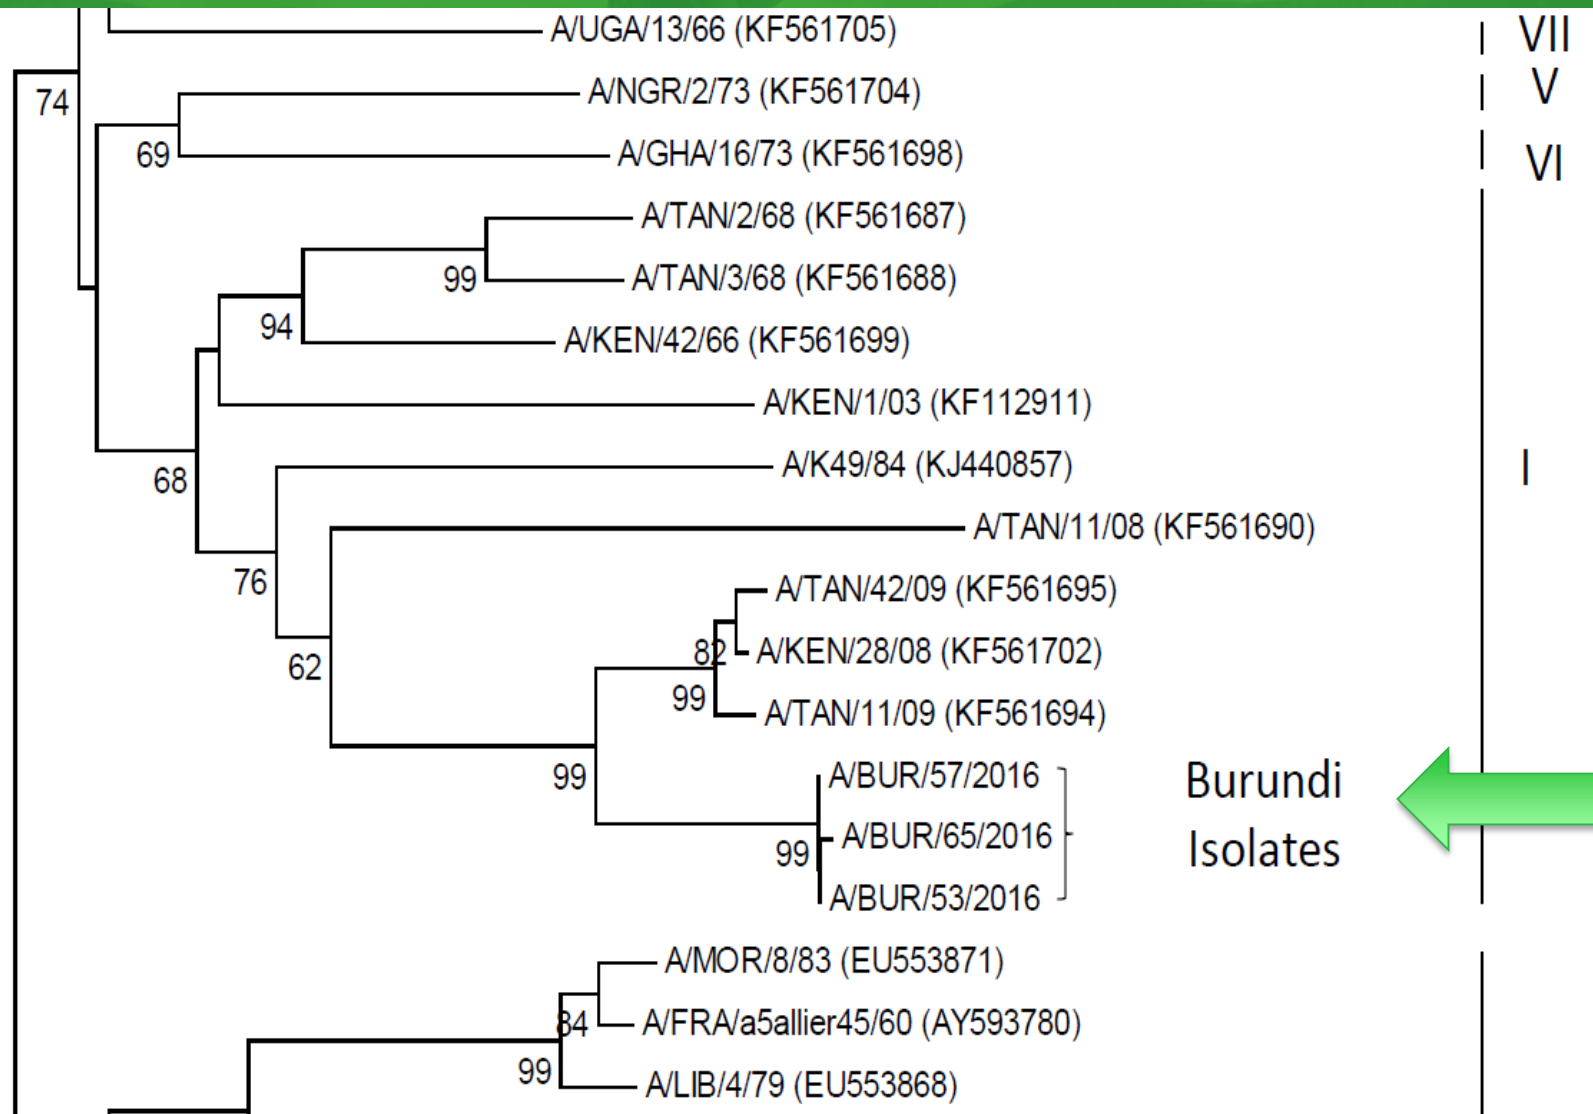 A/UGA/13/66 (KF561705)
VII
74
A/NGR/2/73 (KF561704)
V
69
A/GHA/16/73 (KF561698)
VI
A/TAN/2/68 (KF561687)
99
A/TAN/3/68 (KF561688)
94
A/KEN/42/66 (KF561699)
A/KEN/1/03 (KF112911)
68
A/K49/84 (KJ440857)
I
A/TAN/11/08 (KF561690)
76
A/TAN/42/09 (KF561695)
62
82
A/KEN/28/08 (KF561702)
99
A/TAN/11/09 (KF561694)
99
A/BUR/57/2016
Burundi
A/BUR/65/2016
99
Isolates
A/BUR/53/2016
A/MOR/8/83 (EU553871)
84
A/FRA/a5allier45/60 (AY593780)
99
A/LIB/4/79 (EU553868)